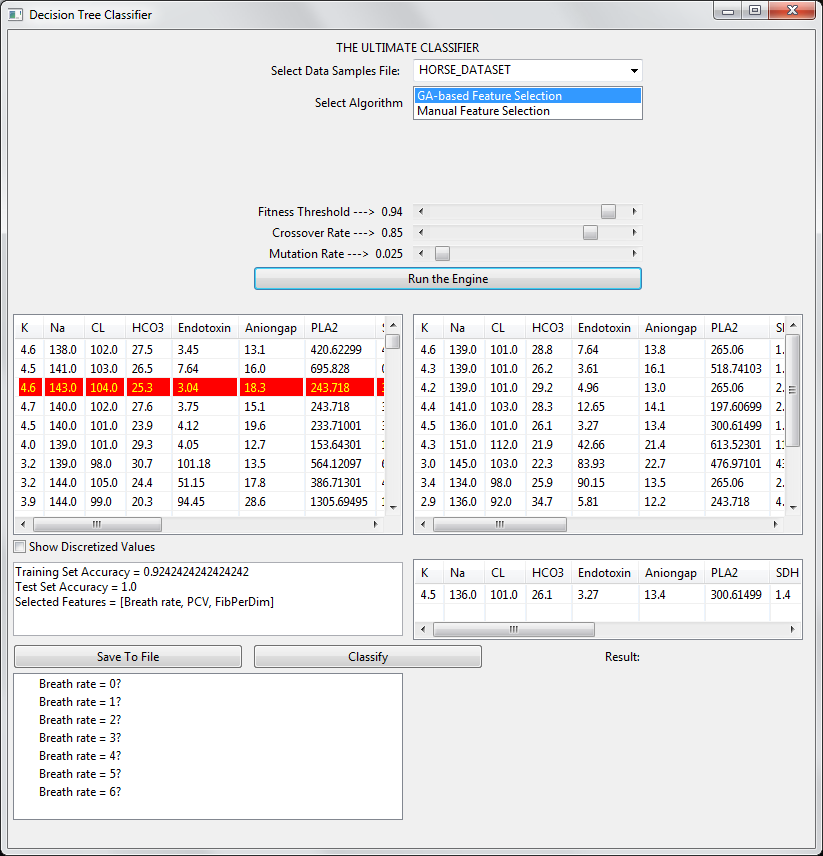 Decision Tree Classifier
THE ULTIMATE CLASSIFIER
Select Data Samples File: HORSE_DATASET
Select Algorithm GA-based Feature Selection
Manual Feature Selection
Fitness Threshold ---> 0.94
Crossover Rate ---> 0.85
Mutation Rate ---> 0.025
Run the Engine
K Na CL HCO3 Endotoxin Aniongap PLA2
4.6 138.0 102.0 27.5 3.45 13.1 420.62299
4.5 141.0 103.0 26.5 7.64 16.0 695.828
4.6 143.0 104.0 25.3 3.04 18.3 243.718
4.7 140.0 102.0 27.6 3.75 15.1 243.718
4.5 140.0 101.0 23.9 4.12 19.6 233.71001
4.0 139.0 101.0 29.3 4.05 12.7 153.64301
3.2 139.0 98.0 30.7 101.18 13.5 564.12097
3.2 144.0 105.0 24.4 51.15 17.8 386.71301
3.9 144.0 99.0 20.3 94.45 28.6 1305.69495
K Na CL HCO3 Endotoxin Aniongap PLA2
4.6 139.0 101.0 28.8 7.64 13.8 265.06 1.
4.3 139.0 101.0 26.2 3.61 16.1 518.74103 1.
4.2 139.0 101.0 29.2 4.96 13.0 265.06 2.
4.4 141.0 103.0 28.3 12.65 14.1 197.60699 2.
4.5 136.0 101.0 26.1 3.27 13.4 300.61499 1.
4.3 151.0 112.0 21.9 42.66 21.4 613.52301
3.0 145.0 103.0 22.3 83.93 22.7 476.97101
3.4 134.0 98.0 25.9 90.15 13.5 265.06 2.
2.9 136.0 92.0 34.7 5.81 12.2 243.718 4.
Show Discretized Values
Training Set Accuracy = 0.9242424242424242
Test Set Accuracy = 1.0
Selected Features = [Breath rate, PCV, FibPerDim]
K Na CL HCO3 Endotoxin Aniongap PLA2 SDH
4.5 136.0 101.0 26.1 3.27 13.4 300.61499 1.4
Save To File
Classify
Result:
Breath rate = 0?
Breath rate = 1?
Breath rate = 2?
Breath rate = 3?
Breath rate = 4?
Breath rate = 5?
Breath rate = 6?